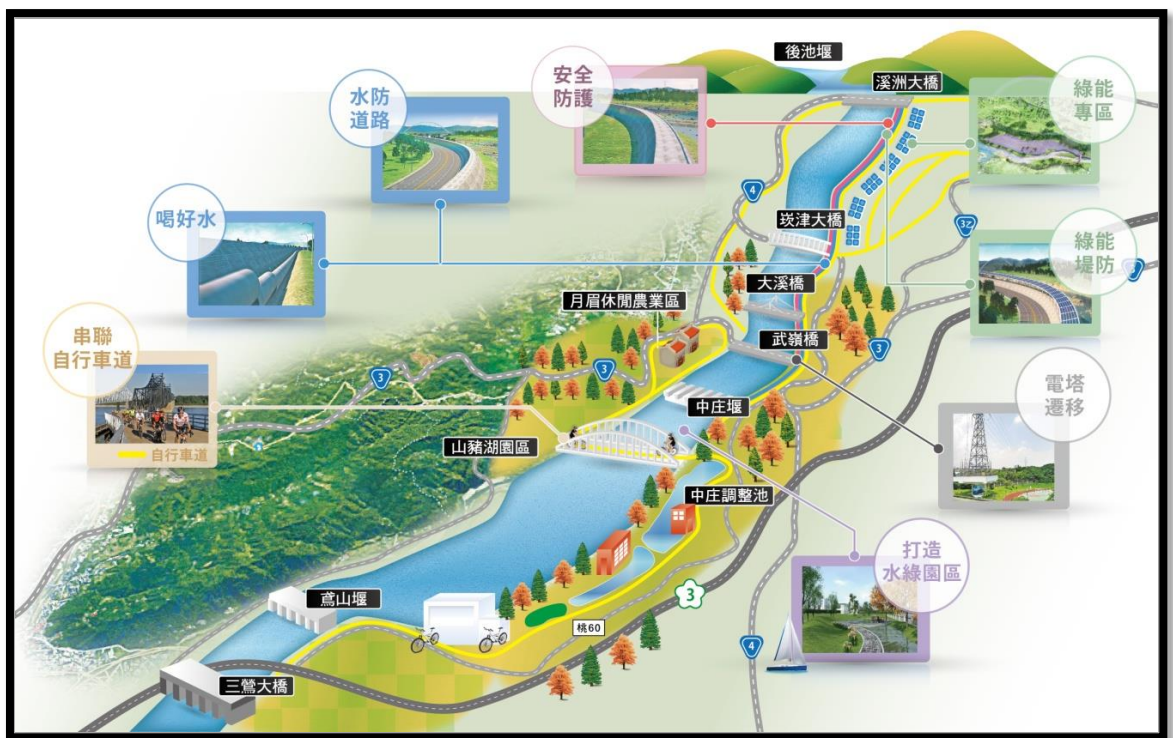 後池堰
溪洲大橋
安全
防護
水防
道路
綠能
專區
4
喝好水
崁津大橋
3乙
綠能
堤防
大溪橋
月眉休閒農業區
串聯
自行車道
武嶺橋
3
3
3
電塔
遷移
中庄堰
自行車道
山豬湖園區
中庄調整池
打造
水綠園區
鳶山堰
3
桃60
4
三鶯大橋